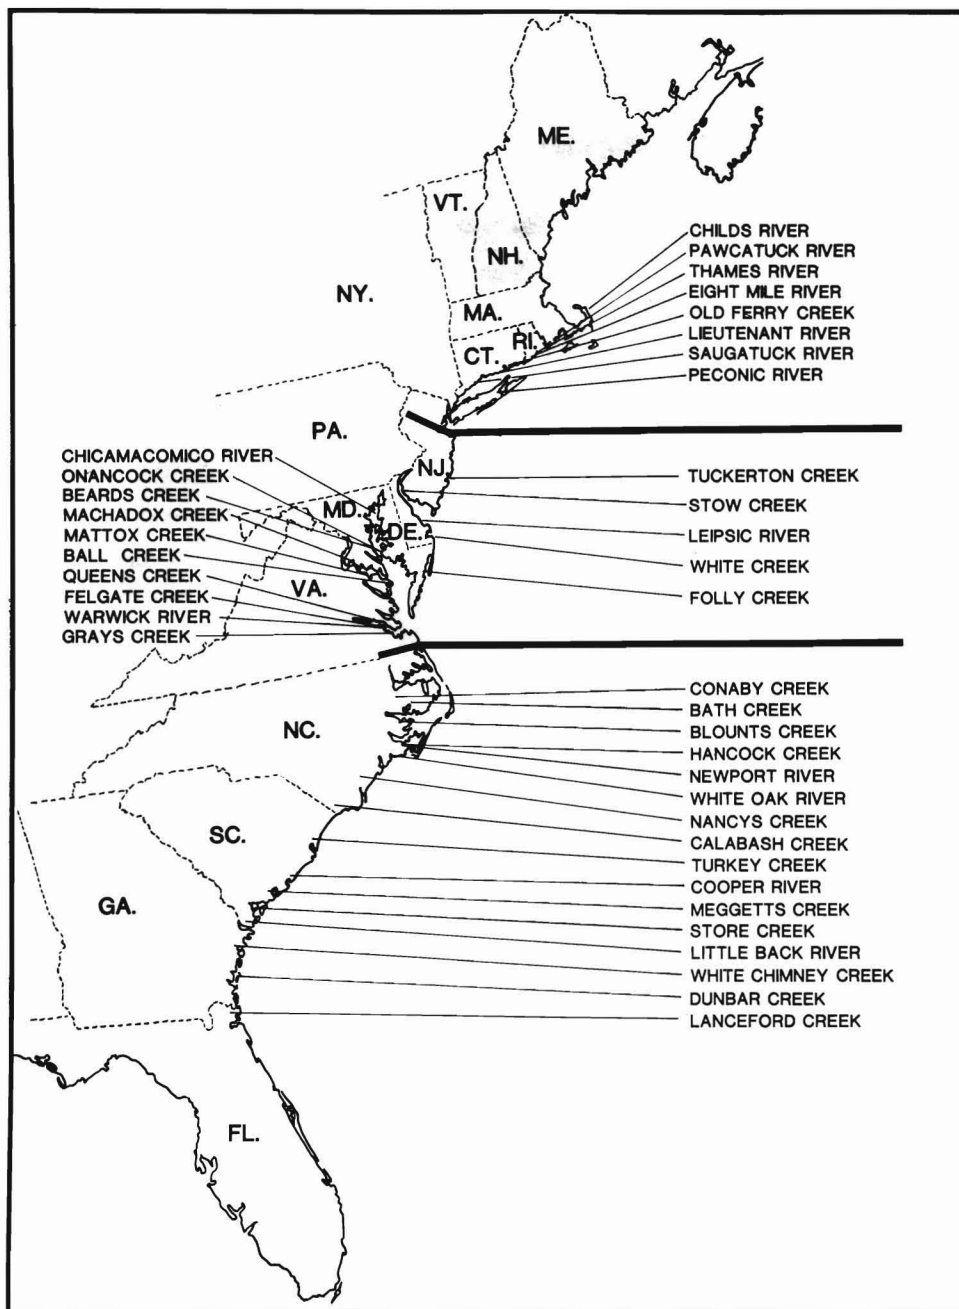 ME.
VT.
NH.
NY.
MA.
RI.
CT.
CHILDS RIVER
PAWCATUCK RIVER
THAMES RIVER
EIGHT MILE RIVER
OLD FERRY CREEK
LIEUTENANT RIVER
SAUGATUCK RIVER
PECONIC RIVER
PA.
NJ.
MD.
DE.
VA.
CHICAMACOMICO RIVER
ONANCOCK CREEK
BEARDS CREEK
MACHADOX CREEK
MATTOX CREEK
BALL CREEK
QUEENS CREEK
FELGATE CREEK
WARWICK RIVER
GRAYS CREEK
TUCKERTON CREEK
STOW CREEK
LEIPSIC RIVER
WHITE CREEK
FOLLY CREEK
NC.
SC.
GA.
FL.
CONABY CREEK
BATH CREEK
BLOUNTS CREEK
HANCOCK CREEK
NEWPORT RIVER
WHITE OAK RIVER
NANCYS CREEK
CALABASH CREEK
TURKEY CREEK
COOPER RIVER
MEGGETTS CREEK
STORE CREEK
LITTLE BACK RIVER
WHITE CHIMNEY CREEK
DUNBAR CREEK
LANCEFORD CREEK